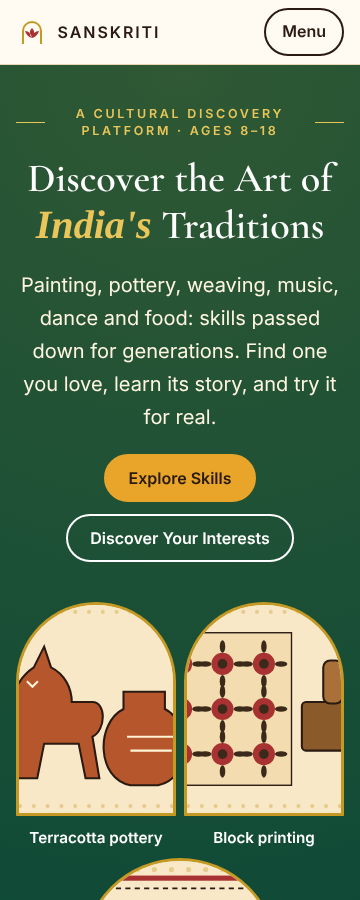 SANSKRITI
Menu
A CULTURAL DISCOVERY
PLATFORM · AGES 8–18
Discover the Art of
India's Traditions
Painting, pottery, weaving, music,
dance and food: skills passed
down for generations. Find one
you love, learn its story, and try it
for real.
Explore Skills
Discover Your Interests
Terracotta pottery
Block printing